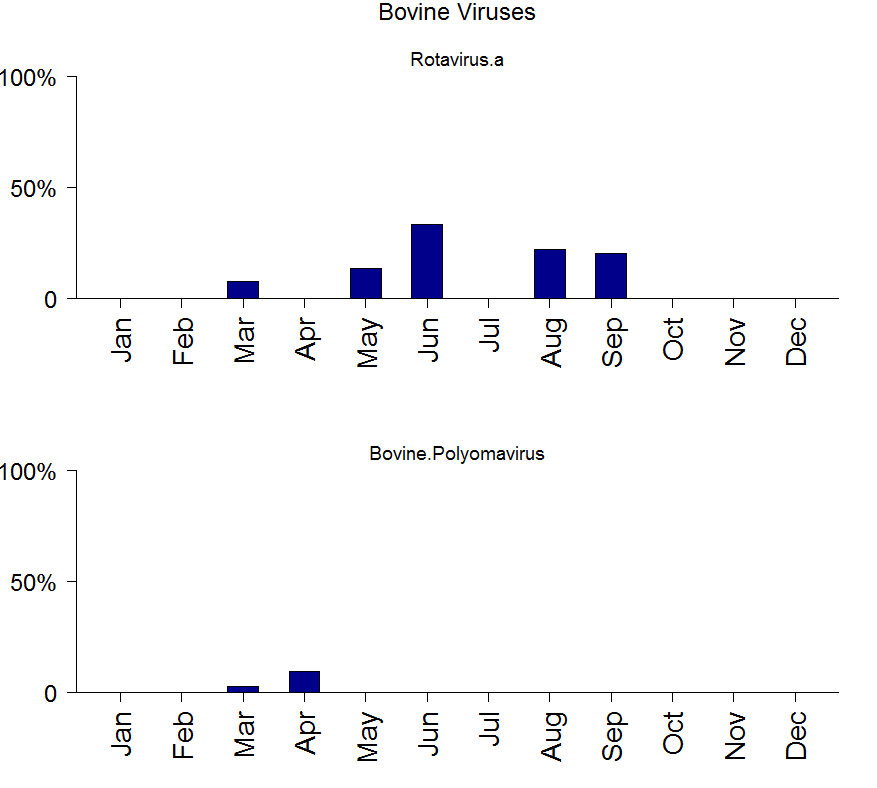 Bovine Viruses
Rotavirus.a
100%
50%
0
Jan Feb Mar Apr May Jun Jul Aug Sep Oct Nov Dec
Bovine.Polyomavirus
100%
50%
0
Jan Feb Mar Apr May Jun Jul Aug Sep Oct Nov Dec